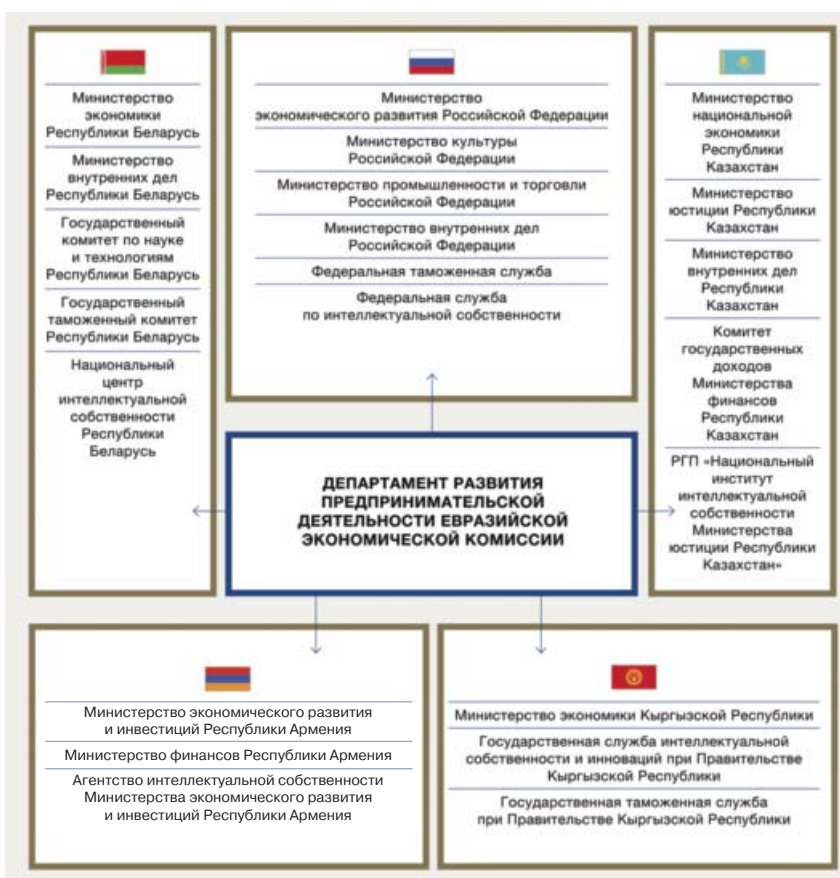 Министерство
экономики
Республики Беларусь
Министерство
внутренних дел
Республики Беларусь
Государственный
комитет по науке
и технологиям
Республики Беларусь
Государственный
таможенный комитет
Республики Беларусь
Национальный
центр
интеллектуальной
собственности
Республики
Беларусь
Министерство
экономического развития Российской Федерации
Министерство культуры
Российской Федерации
Министерство промышленности и торговли
Российской Федерации
Министерство внутренних дел
Российской Федерации
Федеральная таможенная служба
Федеральная служба
по интеллектуальной собственности
Министерство
национальной
экономики
Республики
Казахстан
Министерство
юстиции Республики
Казахстан
Министерство
внутренних дел
Республики
Казахстан
Комитет
государственных
доходов
Министерства
финансов
Республики
Казахстан
РГП «Национальный
институт
интеллектуальной
собственности
Министерства
юстиции Республики
Казахстан»
ДЕПАРТАМЕНТ РАЗВИТИЯ
ПРЕДПРИНИМАТЕЛЬСКОЙ
ДЕЯТЕЛЬНОСТИ ЕВРАЗИЙСКОЙ
ЭКОНОМИЧЕСКОЙ КОМИССИИ
Министерство экономического развития
и инвестиций Республики Армения
Министерство финансов Республики Армения
Агентство интеллектуальной собственности
Министерства экономического развития
и инвестиций Республики Армения
Министерство экономики Кыргызской Республики
Государственная служба интеллектуальной
собственности и инноваций при Правительстве
Кыргызской Республики
Государственная таможенная служба
при Правительстве Кыргызской Республики